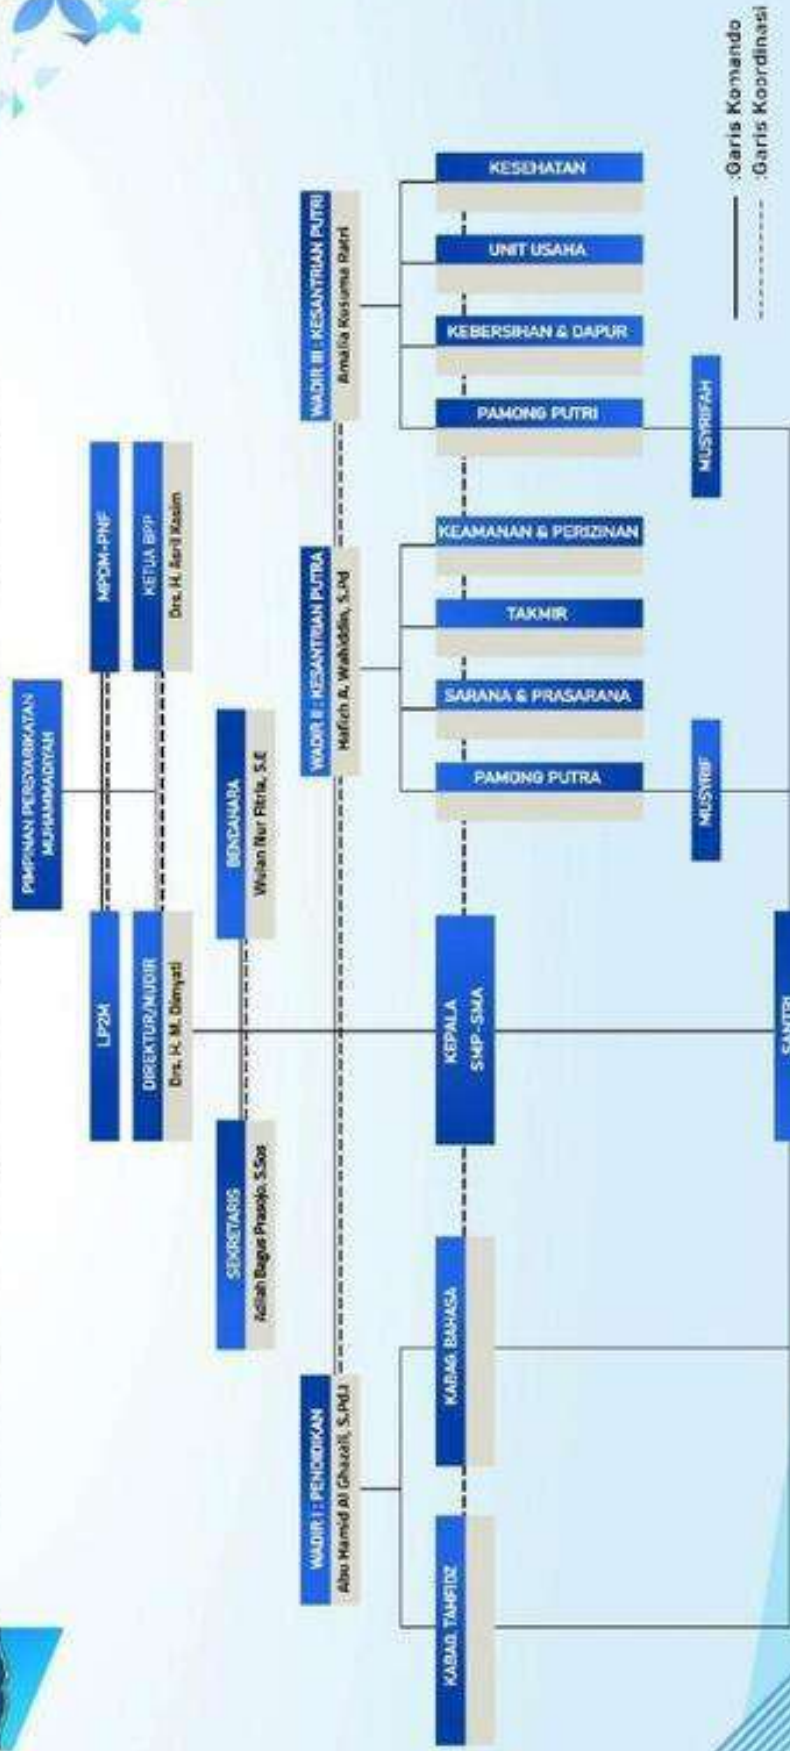 PIMPINAN PERSYARIKATAN
MUHAMMADIYAH
LP2M
MPDM-PNF
DIREKTUR/MUDIR
Drs. H. M. Dimyati
KETUA BPP
Drs. H. Asril Kasim
SEKRETARIS
Adilah Bagus Prasojo, S.Sos
BENDAHARA
Wulan Nur Fitria, S.E
WADIR I : PENDIDIKAN
Abu Hamid Al Ghazali, S.Pd.I
WADIR II : KESANTRIAN PUTRA
Hafizh A. Wahiddin, S.Pd
WADIR III : KESANTRIAN PUTRI
Amalia Kusuma Ratri
KABAG. TAHFIDZ
KABAG. BAHASA
KEPALA
SMP-SMA
PAMONG PUTRA
SARANA & PRASARANA
TAKMIR
KEAMANAN & PERIZINAN
PAMONG PUTRI
KEBERSIHAN & DAPUR
UNIT USAHA
KESEHATAN
MUSYRIF
MUSYRIFAH
:Garis Komando
:Garis Koordinasi
SANTRI